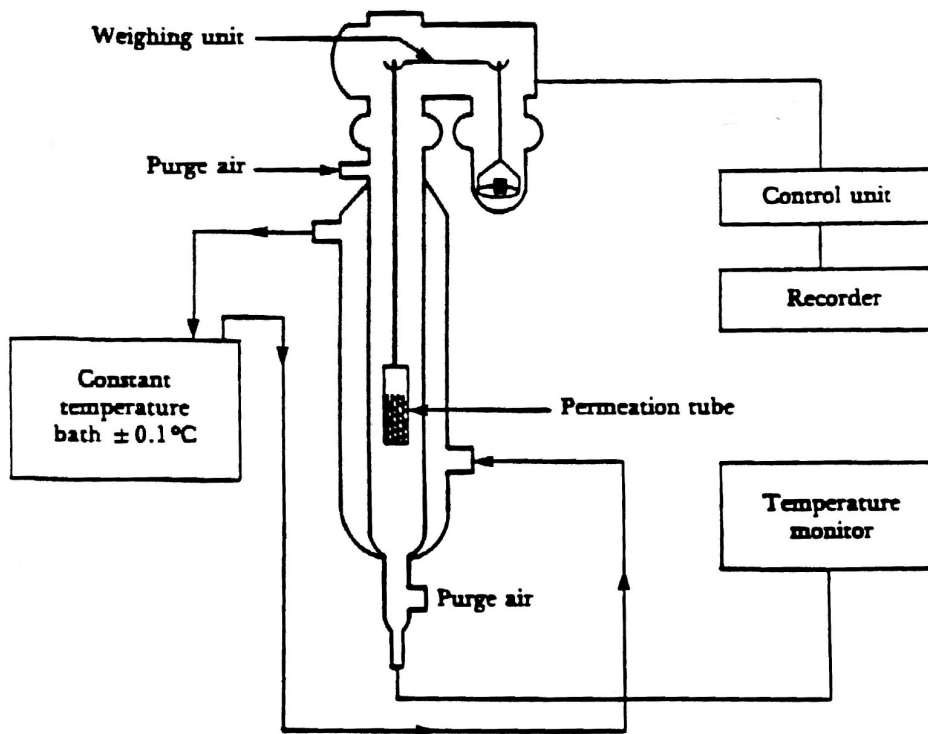 Weighing unit
Purge air
Control unit
Recorder
Constant
temperature
bath ± 0.1°C
Permeation tube
Temperature
monitor
Purge air